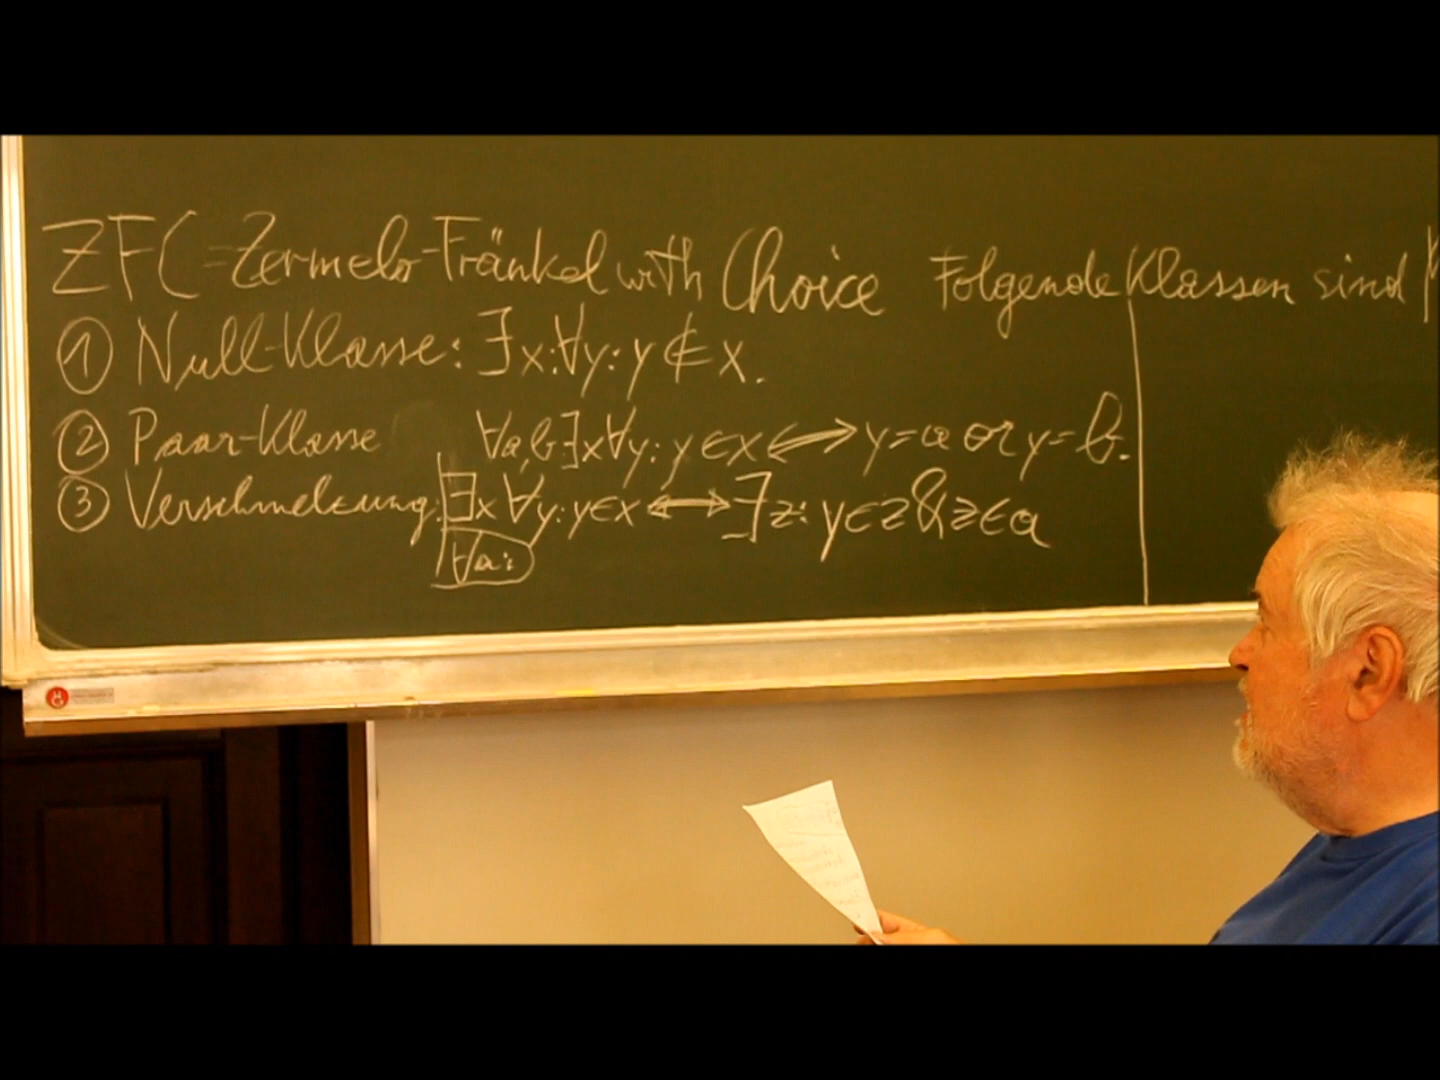 ZFC = Zermelo-Fränkel with Choice Folgende Klassen sind
① Null-Klasse: ∃x:∀y: y∉x.
② Paar-Klasse ∀a,b∃x∀y: y∈x⟺y=a or y=b.
③ Verschmelzung: ∃x∀y: y∈x⟺∃z: y∈z & z∈a
∀a: